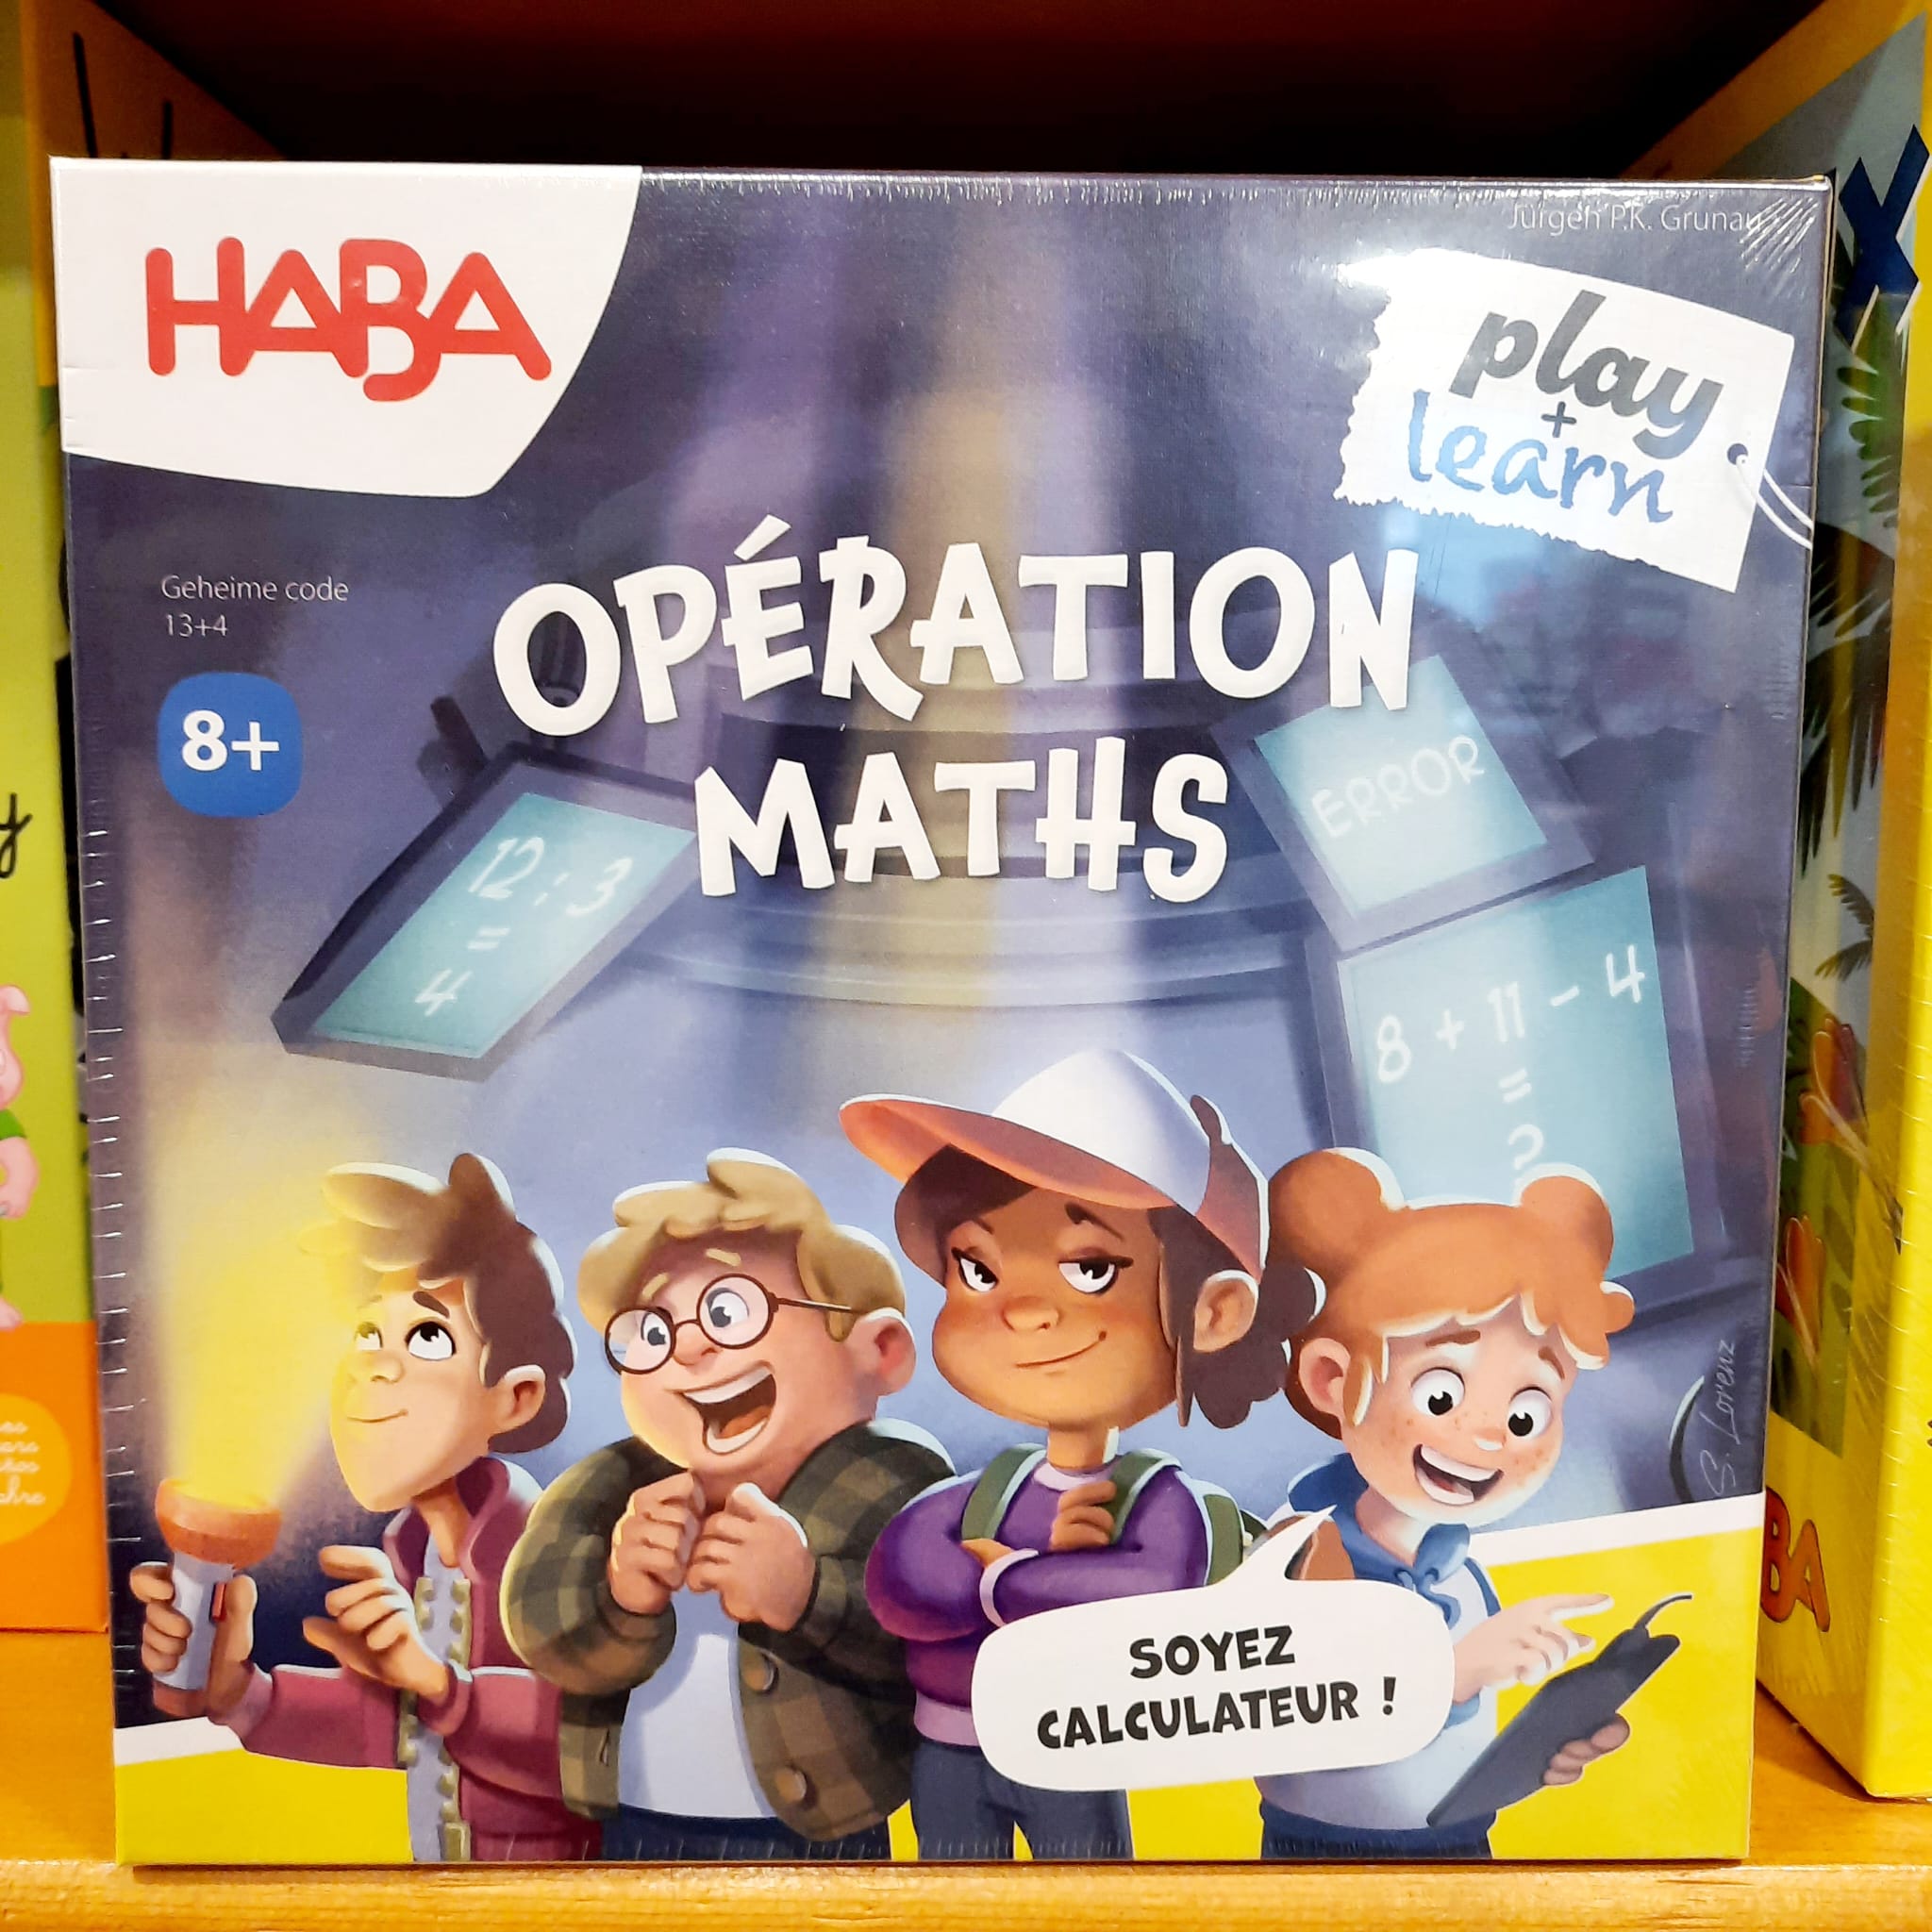 HABA
Jürgen P.K. Grunau
play
+
learn
Geheime code
13+4
8+
OPÉRATION
MATHS
12 : 3
=
4
ERROR
8 + 11 - 4
=
?
S. Lorenz
SOYEZ
CALCULATEUR !